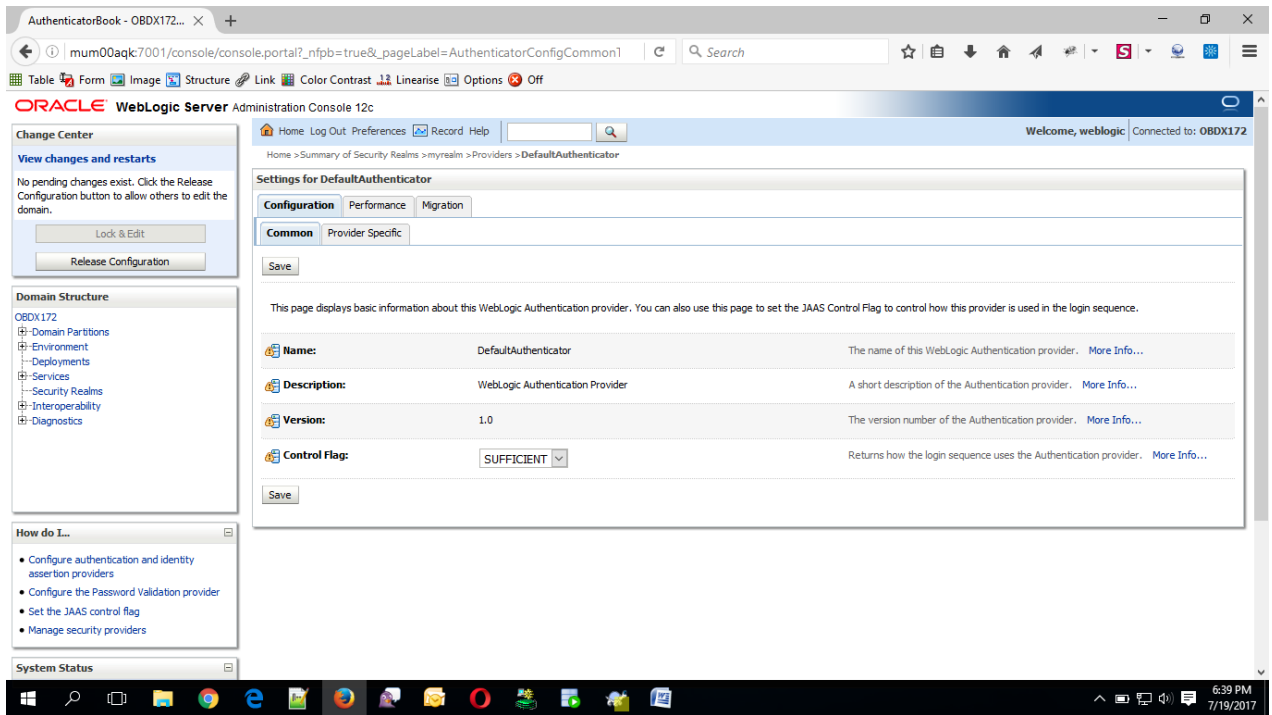 AuthenticatorBook - OBDX172...
mum00aqk:7001/console/console.portal?_nfpb=true&_pageLabel=AuthenticatorConfigCommon
Search
Table Form Image Structure Link Color Contrast Linearise Options Off
ORACLE WebLogic Server Administration Console 12c
Change Center
View changes and restarts
No pending changes exist. Click the Release
Configuration button to allow others to edit the
domain.
Lock & Edit
Release Configuration
Domain Structure
OBDX172
Domain Partitions
Environment
Deployments
Services
Security Realms
Interoperability
Diagnostics
How do I...
Configure authentication and identity
assertion providers
Configure the Password Validation provider
Set the JAAS control flag
Manage security providers
System Status
Home Log Out Preferences Record Help
Welcome, weblogic Connected to: OBDX172
Home >Summary of Security Realms >myrealm >Providers >DefaultAuthenticator
Settings for DefaultAuthenticator
Configuration Performance Migration
Common Provider Specific
Save
This page displays basic information about this WebLogic Authentication provider. You can also use this page to set the JAAS Control Flag to control how this provider is used in the login sequence.
Name: DefaultAuthenticator The name of this WebLogic Authentication provider. More Info...
Description: WebLogic Authentication Provider A short description of the Authentication provider. More Info...
Version: 1.0 The version number of the Authentication provider. More Info...
Control Flag: SUFFICIENT Returns how the login sequence uses the Authentication provider. More Info...
Save
6:39 PM
7/19/2017